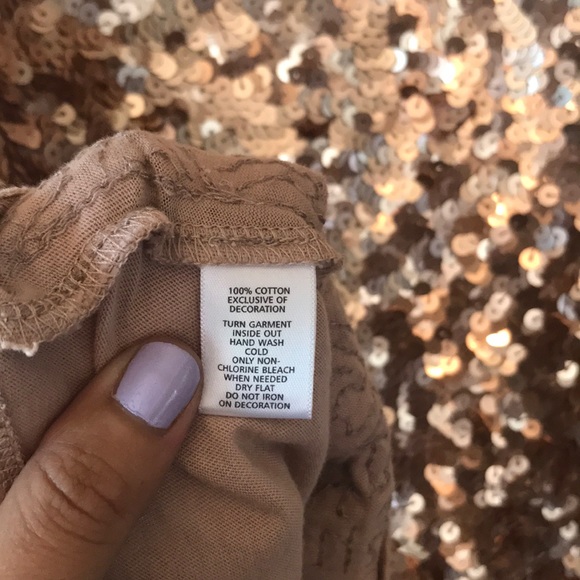 100% COTTON
EXCLUSIVE OF
DECORATION
TURN GARMENT
INSIDE OUT
HAND WASH
COLD
ONLY NON-
CHLORINE BLEACH
WHEN NEEDED
DRY FLAT
DO NOT IRON
ON DECORATION